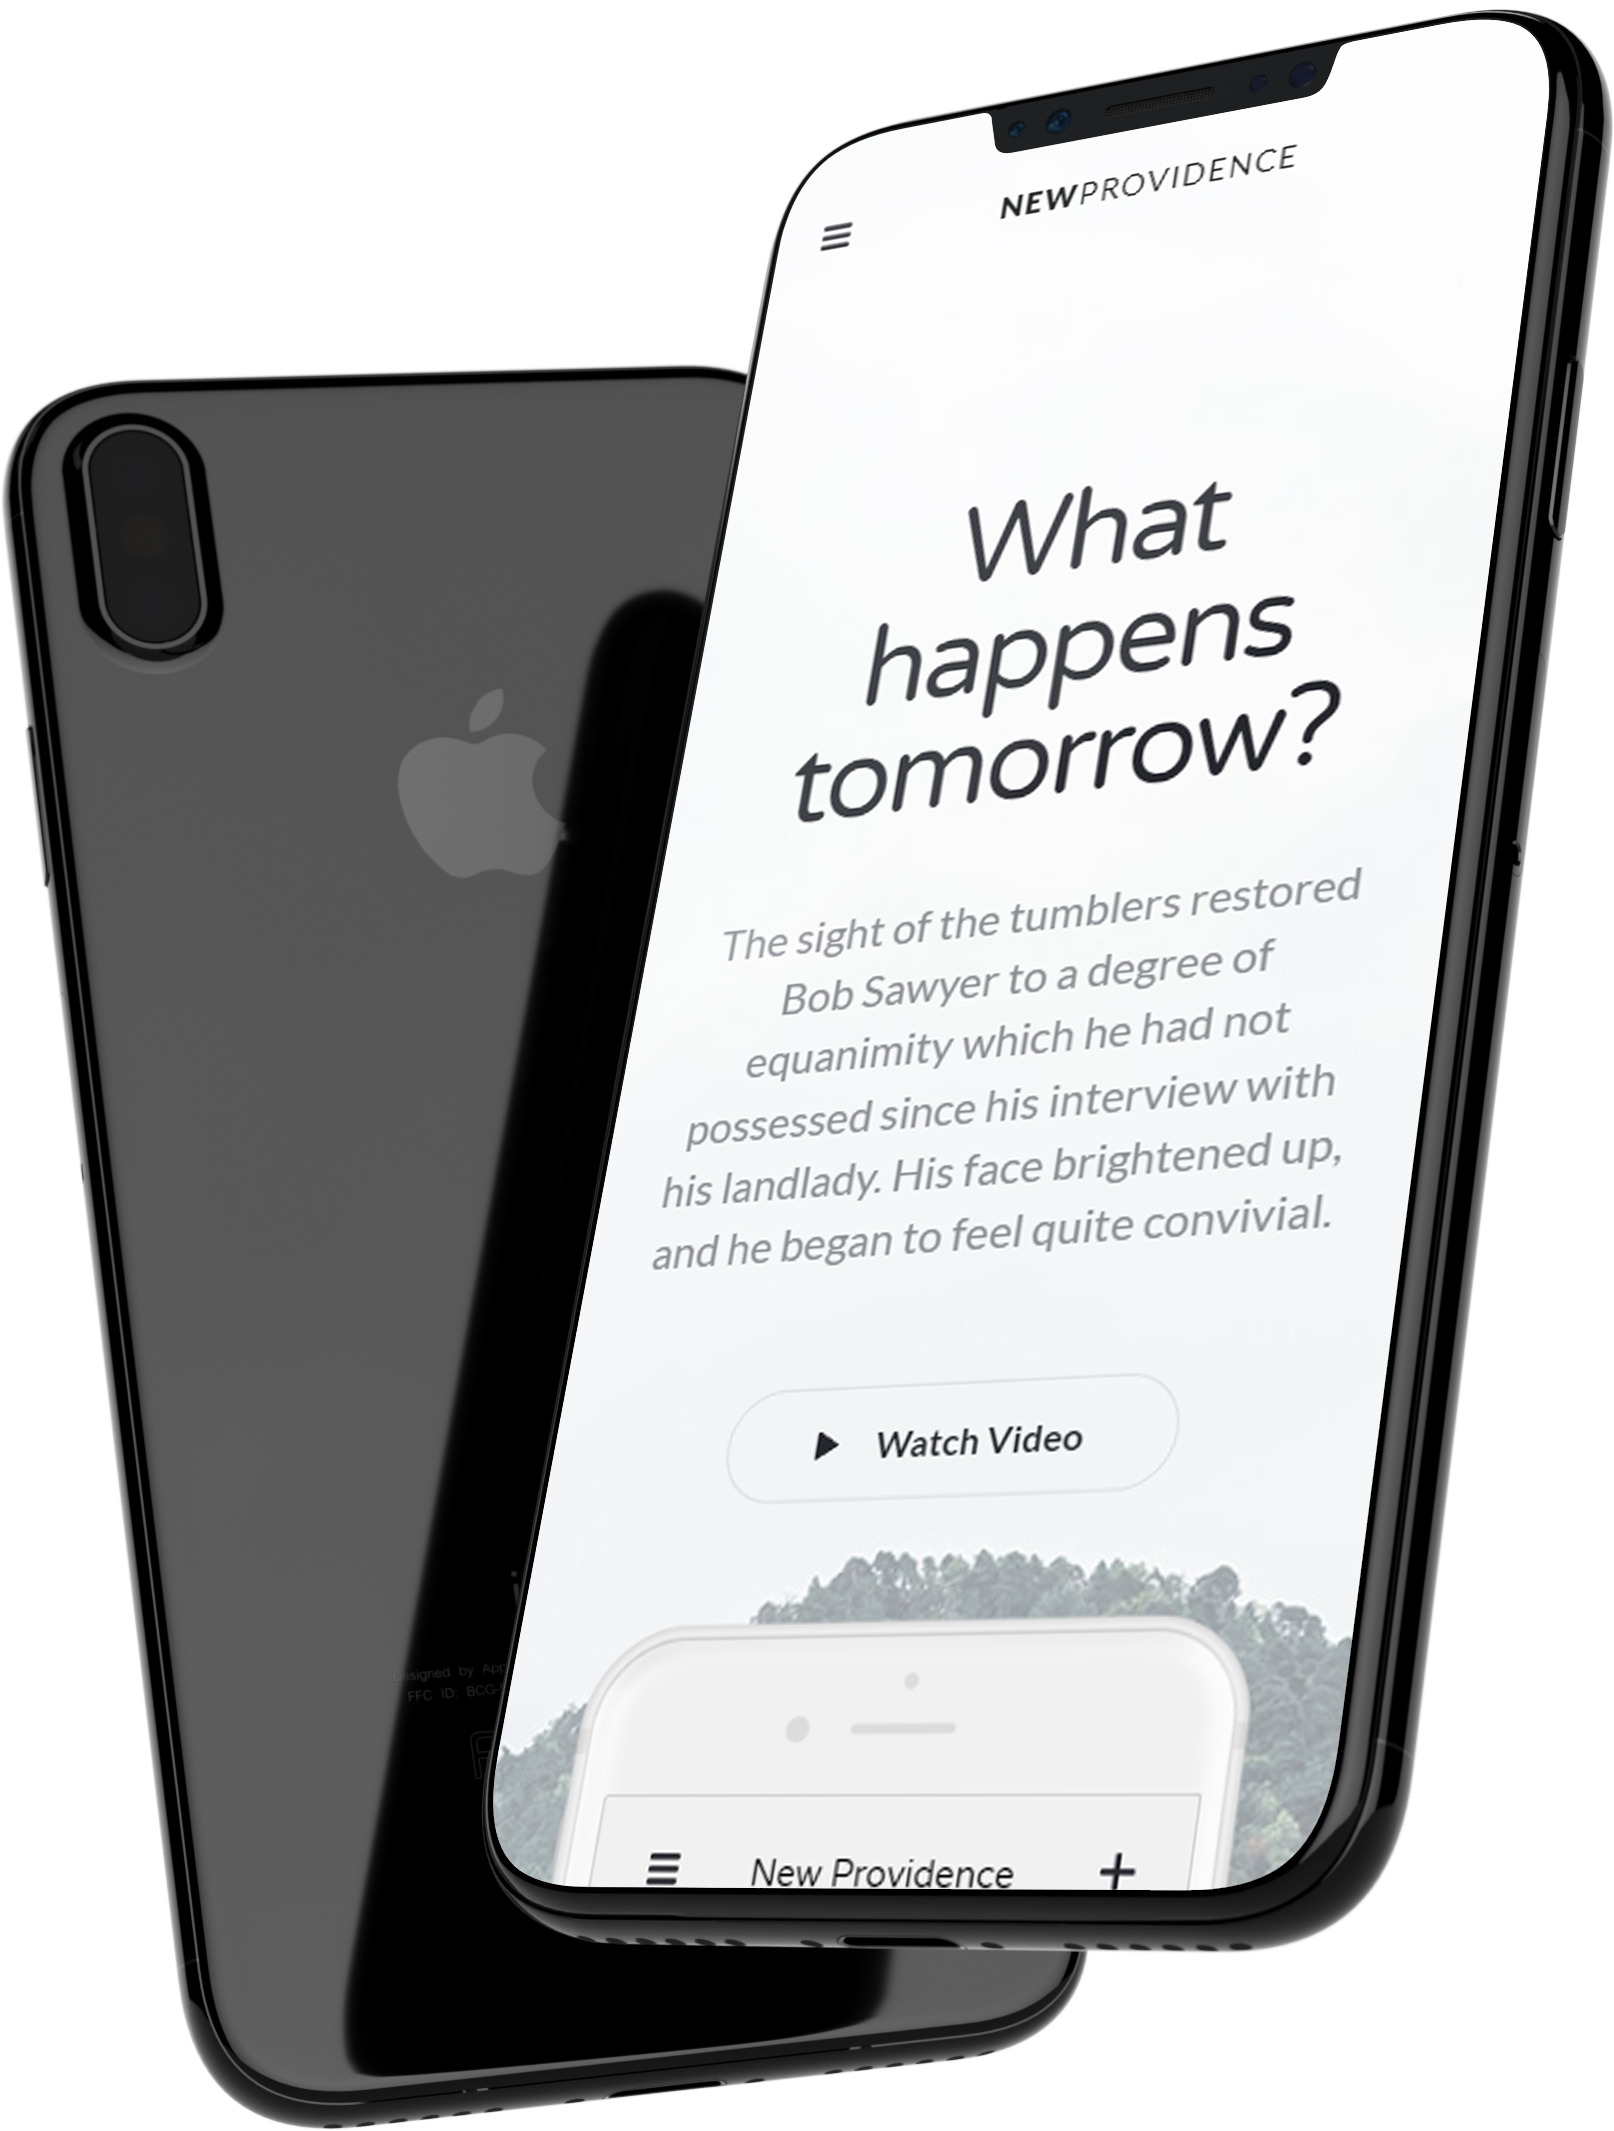 NEWPROVIDENCE
What
happens
tomorrow?
The sight of the tumblers restored
Bob Sawyer to a degree of
equanimity which he had not
possessed since his interview with
his landlady. His face brightened up,
and he began to feel quite convivial.
Watch Video
New Providence
Designed by App
FFC ID: BCG-